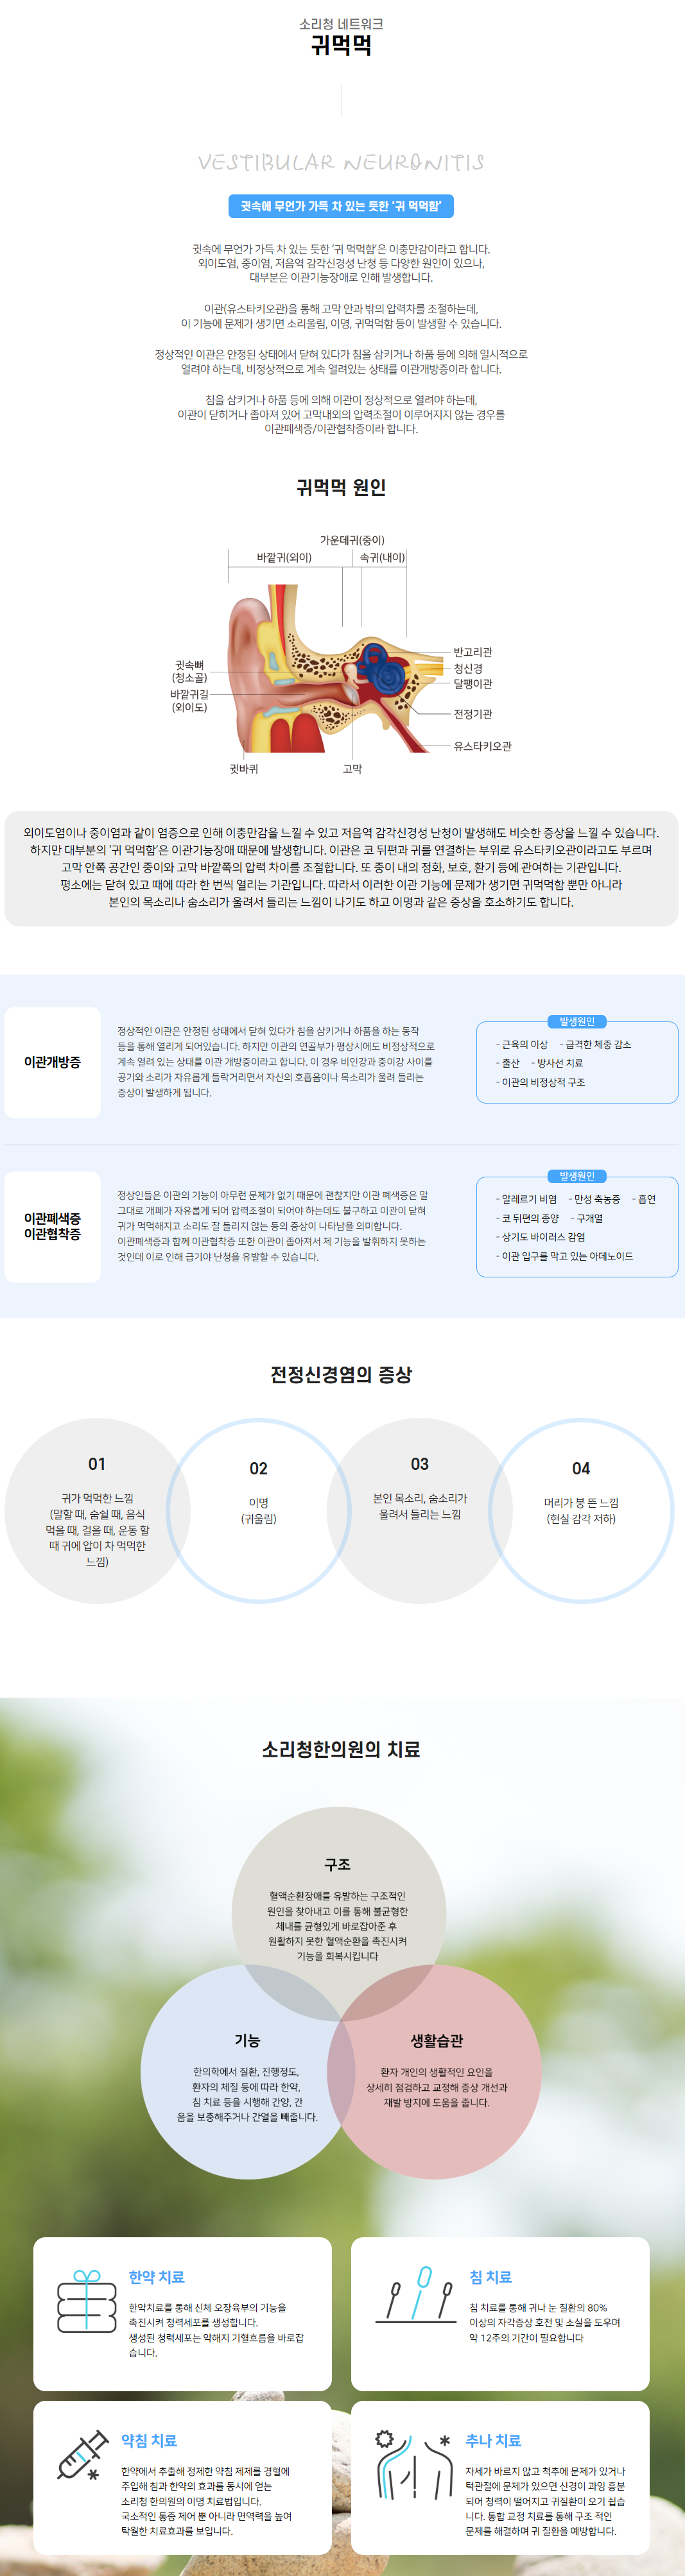 소리청 네트워크
귀먹먹
VESTIBULAR NEURONITIS
귓속에 무언가 가득 차 있는 듯한 '귀 먹먹함'
귓속에 무언가 가득 차 있는 듯한 '귀 먹먹함'은 이충만감이라고 합니다.
외이도염, 중이염, 저음역 감각신경성 난청 등 다양한 원인이 있으나,
대부분은 이관기능장애로 인해 발생합니다.
이관(유스타키오관)을 통해 고막 안과 밖의 압력차를 조절하는데,
이 기능에 문제가 생기면 소리울림, 이명, 귀먹먹함 등이 발생할 수 있습니다.
정상적인 이관은 안정된 상태에서 닫혀 있다가 침을 삼키거나 하품 등에 의해 일시적으로
열려야 하는데, 비정상적으로 계속 열려있는 상태를 이관개방증이라 합니다.
침을 삼키거나 하품 등에 의해 이관이 정상적으로 열려야 하는데,
이관이 닫히거나 좁아져 있어 고막내외의 압력조절이 이루어지지 않는 경우를
이관폐색증/이관협착증이라 합니다.
귀먹먹 원인
가운데귀(중이)
바깥귀(외이)
속귀(내이)
반고리관
귓속뼈
(청소골)
청신경
달팽이관
바깥귀길
(외이도)
전정기관
유스타키오관
귓바퀴
고막
외이도염이나 중이염과 같이 염증으로 인해 이충만감을 느낄 수 있고 저음역 감각신경성 난청이 발생해도 비슷한 증상을 느낄 수 있습니다.
하지만 대부분의 '귀 먹먹함'은 이관기능장애 때문에 발생합니다. 이관은 코 뒤편과 귀를 연결하는 부위로 유스타키오관이라고도 부르며
고막 안쪽 공간인 중이와 고막 바깥쪽의 압력 차이를 조절합니다. 또 중이 내의 정화, 보호, 환기 등에 관여하는 기관입니다.
평소에는 닫혀 있고 때에 따라 한 번씩 열리는 기관입니다. 따라서 이러한 이관 기능에 문제가 생기면 귀먹먹함 뿐만 아니라
본인의 목소리나 숨소리가 울려서 들리는 느낌이 나기도 하고 이명과 같은 증상을 호소하기도 합니다.
이관개방증
정상적인 이관은 안정된 상태에서 닫혀 있다가 침을 삼키거나 하품을 하는 동작
등을 통해 열리게 되어있습니다. 하지만 이관의 연골부가 평상시에도 비정상적으로
계속 열려 있는 상태를 이관 개방증이라고 합니다. 이 경우 비인강과 중이강 사이를
공기와 소리가 자유롭게 들락거리면서 자신의 호흡음이나 목소리가 울려 들리는
증상이 발생하게 됩니다.
발생원인
- 근육의 이상 - 급격한 체중 감소
- 출산 - 방사선 치료
- 이관의 비정상적 구조
이관폐색증
이관협착증
정상인들은 이관의 기능이 아무런 문제가 없기 때문에 괜찮지만 이관 폐색증은 말
그대로 개폐가 자유롭게 되어 압력조절이 되어야 하는데도 불구하고 이관이 닫혀
귀가 먹먹해지고 소리도 잘 들리지 않는 등의 증상이 나타남을 의미합니다.
이관폐색증과 함께 이관협착증 또한 이관이 좁아져서 제 기능을 발휘하지 못하는
것인데 이로 인해 급기야 난청을 유발할 수 있습니다.
발생원인
- 알레르기 비염 - 만성 축농증 - 흡연
- 코 뒤편의 종양 - 구개열
- 상기도 바이러스 감염
- 이관 입구를 막고 있는 아데노이드
전정신경염의 증상
01
귀가 먹먹한 느낌
(말할 때, 숨쉴 때, 음식
먹을 때, 걸을 때, 운동 할
때 귀에 압이 차 먹먹한
느낌)
02
이명
(귀울림)
03
본인 목소리, 숨소리가
울려서 들리는 느낌
04
머리가 붕 뜬 느낌
(현실 감각 저하)
소리청한의원의 치료
구조
혈액순환장애를 유발하는 구조적인
원인을 찾아내고 이를 통해 불균형한
체내를 균형있게 바로잡아준 후
원활하지 못한 혈액순환을 촉진시켜
기능을 회복시킵니다
기능
한의학에서 질환, 진행정도,
환자의 체질 등에 따라 한약,
침 치료 등을 시행해 간양, 간
음을 보충해주거나 간열을 빼줍니다.
생활습관
환자 개인의 생활적인 요인을
상세히 점검하고 교정해 증상 개선과
재발 방지에 도움을 줍니다.
한약 치료
한약치료를 통해 신체 오장육부의 기능을
촉진시켜 청력세포를 생성합니다.
생성된 청력세포는 약해지 기혈흐름을 바로잡
습니다.
침 치료
침 치료를 통해 귀나 눈 질환의 80%
이상의 자각증상 호전 및 소실을 도우며
약 12주의 기간이 필요합니다
약침 치료
한약에서 추출해 정제한 약침 제제를 경혈에
주입해 침과 한약의 효과를 동시에 얻는
소리청 한의원의 이명 치료법입니다.
국소적인 통증 제어 뿐 아니라 면역력을 높여
탁월한 치료효과를 보입니다.
추나 치료
자세가 바르지 않고 척추에 문제가 있거나
턱관절에 문제가 있으면 신경이 과잉 흥분
되어 청력이 떨어지고 귀질환이 오기 쉽습
니다. 통합 교정 치료를 통해 구조 적인
문제를 해결하며 귀 질환을 예방합니다.